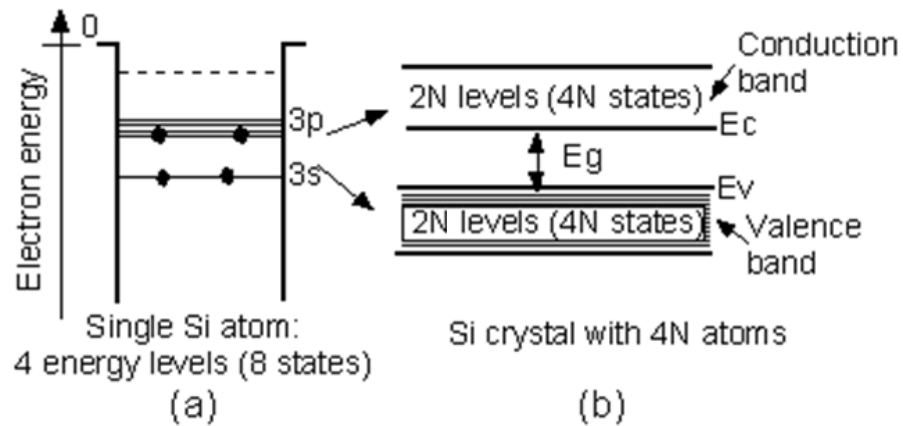 0
Electron energy
3p
3s
Single Si atom:
4 energy levels (8 states)
(a)
Conduction
band
2N levels (4N states)
Ec
Eg
Ev
2N levels (4N states)
Valence
band
Si crystal with 4N atoms
(b)